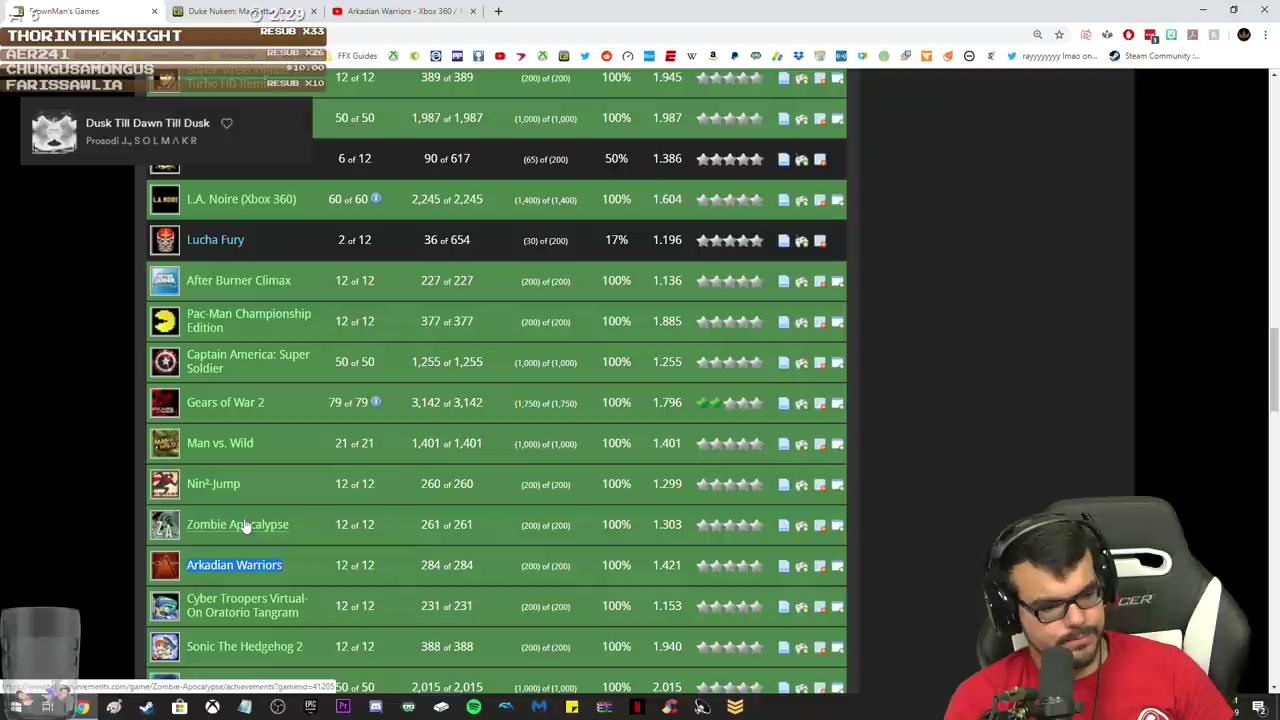 DrownMan's Games
Duke Nukem: Ma
2:29
Arkadian Warriors - Xbox 360 /
THORINTHEKNIGHT RESUB X33
AER241 RESUB X26
CHUNGUSAMONGUS $10.00
FARISSAWLIA RESUB X10
FFX Guides
rayyyyyyy lmao on...
Steam Community :...
Dusk Till Dawn Till Dusk
Prosodi J., S O L M Λ K R
Turbo HD Remi 389 of 389 (200) of (200) 100% 1.945
50 of 50 1,987 of 1,987 (1,000) of (1,000) 100% 1.987
6 of 12 90 of 617 (65) of (200) 50% 1.386
L.A. Noire (Xbox 360) 60 of 60 2,245 of 2,245 (1,400) of (1,400) 100% 1.604
Lucha Fury 2 of 12 36 of 654 (30) of (200) 17% 1.196
After Burner Climax 12 of 12 227 of 227 (200) of (200) 100% 1.136
Pac-Man Championship
Edition 12 of 12 377 of 377 (200) of (200) 100% 1.885
Captain America: Super
Soldier 50 of 50 1,255 of 1,255 (1,000) of (1,000) 100% 1.255
Gears of War 2 79 of 79 3,142 of 3,142 (1,750) of (1,750) 100% 1.796
Man vs. Wild 21 of 21 1,401 of 1,401 (1,000) of (1,000) 100% 1.401
Nin²-Jump 12 of 12 260 of 260 (200) of (200) 100% 1.299
Zombie Apocalypse 12 of 12 261 of 261 (200) of (200) 100% 1.303
Arkadian Warriors 12 of 12 284 of 284 (200) of (200) 100% 1.421
Cyber Troopers Virtual-
On Oratorio Tangram 12 of 12 231 of 231 (200) of (200) 100% 1.153
Sonic The Hedgehog 2 12 of 12 388 of 388 (200) of (200) 100% 1.940
50 of 50 (1,000) of (1,000) 100% 2.015